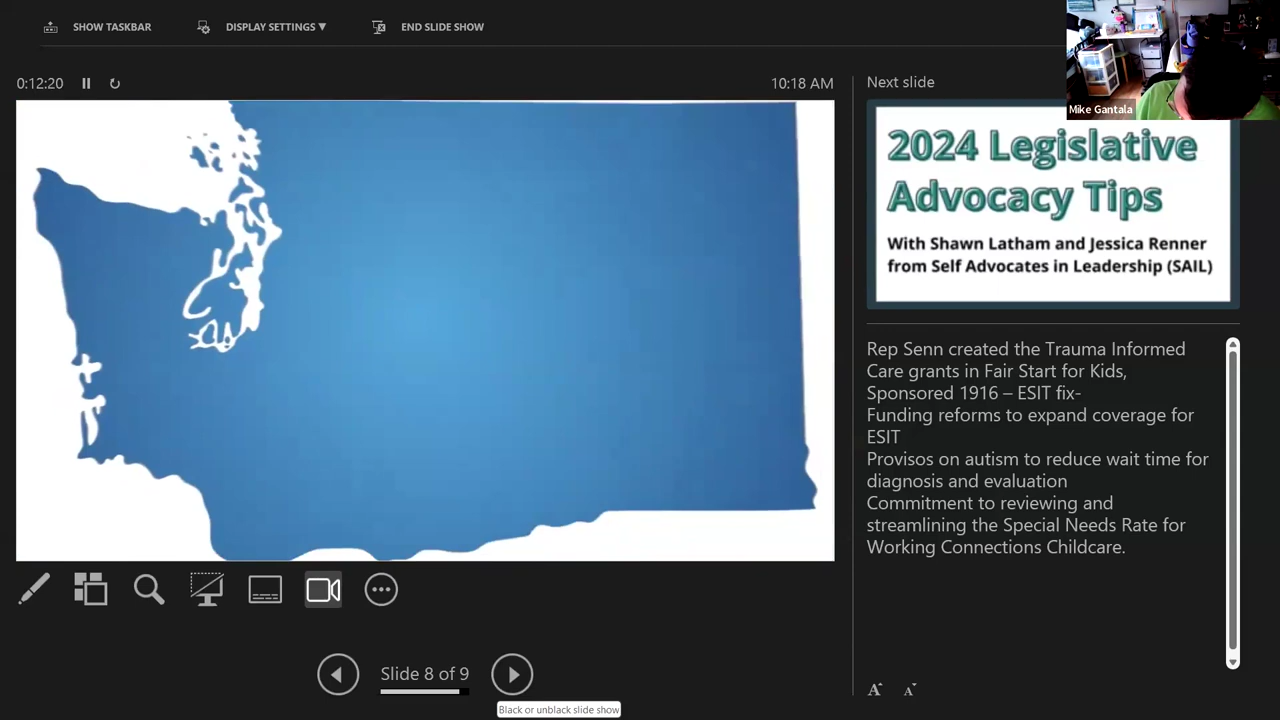 SHOW TASKBAR
DISPLAY SETTINGS ▼
END SLIDE SHOW
0:12:20
10:18 AM
Next slide
Mike Gantala
2024 Legislative
Advocacy Tips
With Shawn Latham and Jessica Renner
from Self Advocates in Leadership (SAIL)
Rep Senn created the Trauma Informed
Care grants in Fair Start for Kids,
Sponsored 1916 – ESIT fix-
Funding reforms to expand coverage for
ESIT
Provisos on autism to reduce wait time for
diagnosis and evaluation
Commitment to reviewing and
streamlining the Special Needs Rate for
Working Connections Childcare.
Slide 8 of 9
Black or unblack slide show
A A